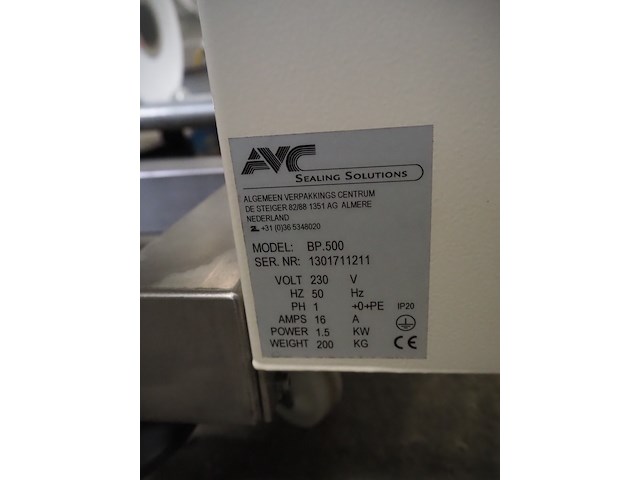 AVC
SEALING SOLUTIONS
ALGEMEEN VERPAKKINGS CENTRUM
DE STEIGER 82/88 1351 AG ALMERE
NEDERLAND
+31 (0)36 5348020
MODEL: BP.500
SER. NR: 1301711211
VOLT 230 V
HZ 50 Hz
PH 1 +0+PE IP20
AMPS 16 A
POWER 1.5 KW
WEIGHT 200 KG CE